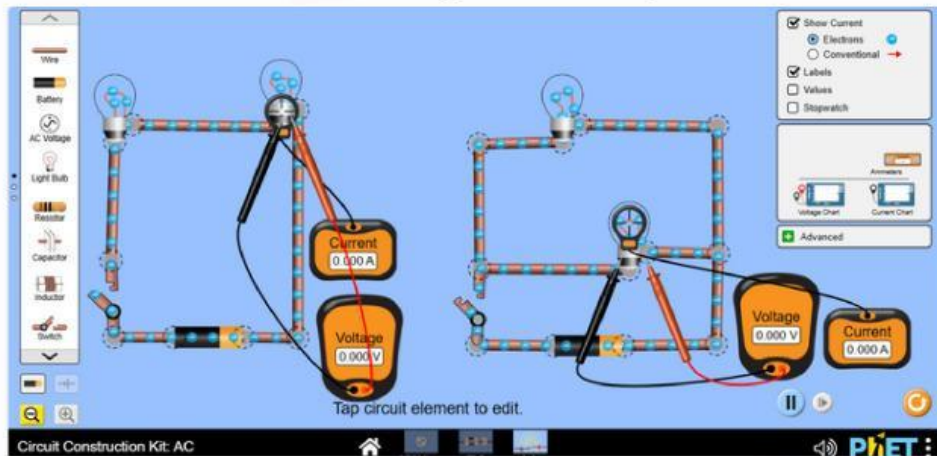 Wire
Battery
AC Voltage
Light Bulb
Resistor
Capacitor
Inductor
Switch
Current
0.000 A
Voltage
0.000 V
Tap circuit element to edit.
Voltage
0.000 V
Current
0.000 A
Show Current
Electrons
Conventional
Labels
Values
Stopwatch
Ammeters
Voltage Chart
Current Chart
Advanced
Circuit Construction Kit: AC
PhET